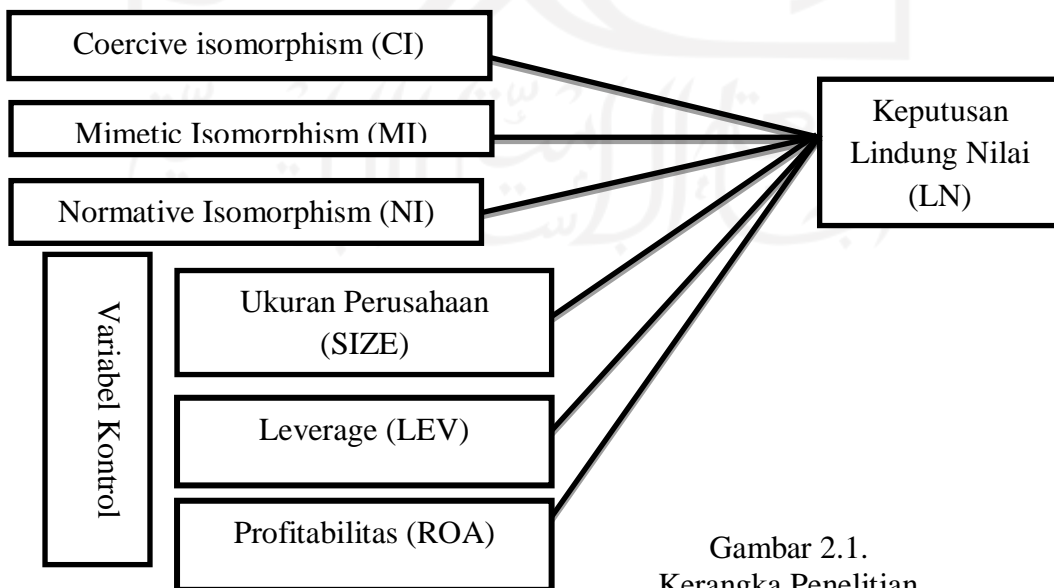 Coercive isomorphism (CI)
Mimetic Isomorphism (MI)
Normative Isomorphism (NI)
Variabel Kontrol
Ukuran Perusahaan
(SIZE)
Leverage (LEV)
Profitabilitas (ROA)
Keputusan
Lindung Nilai
(LN)
Gambar 2.1.
Kerangka Penelitian